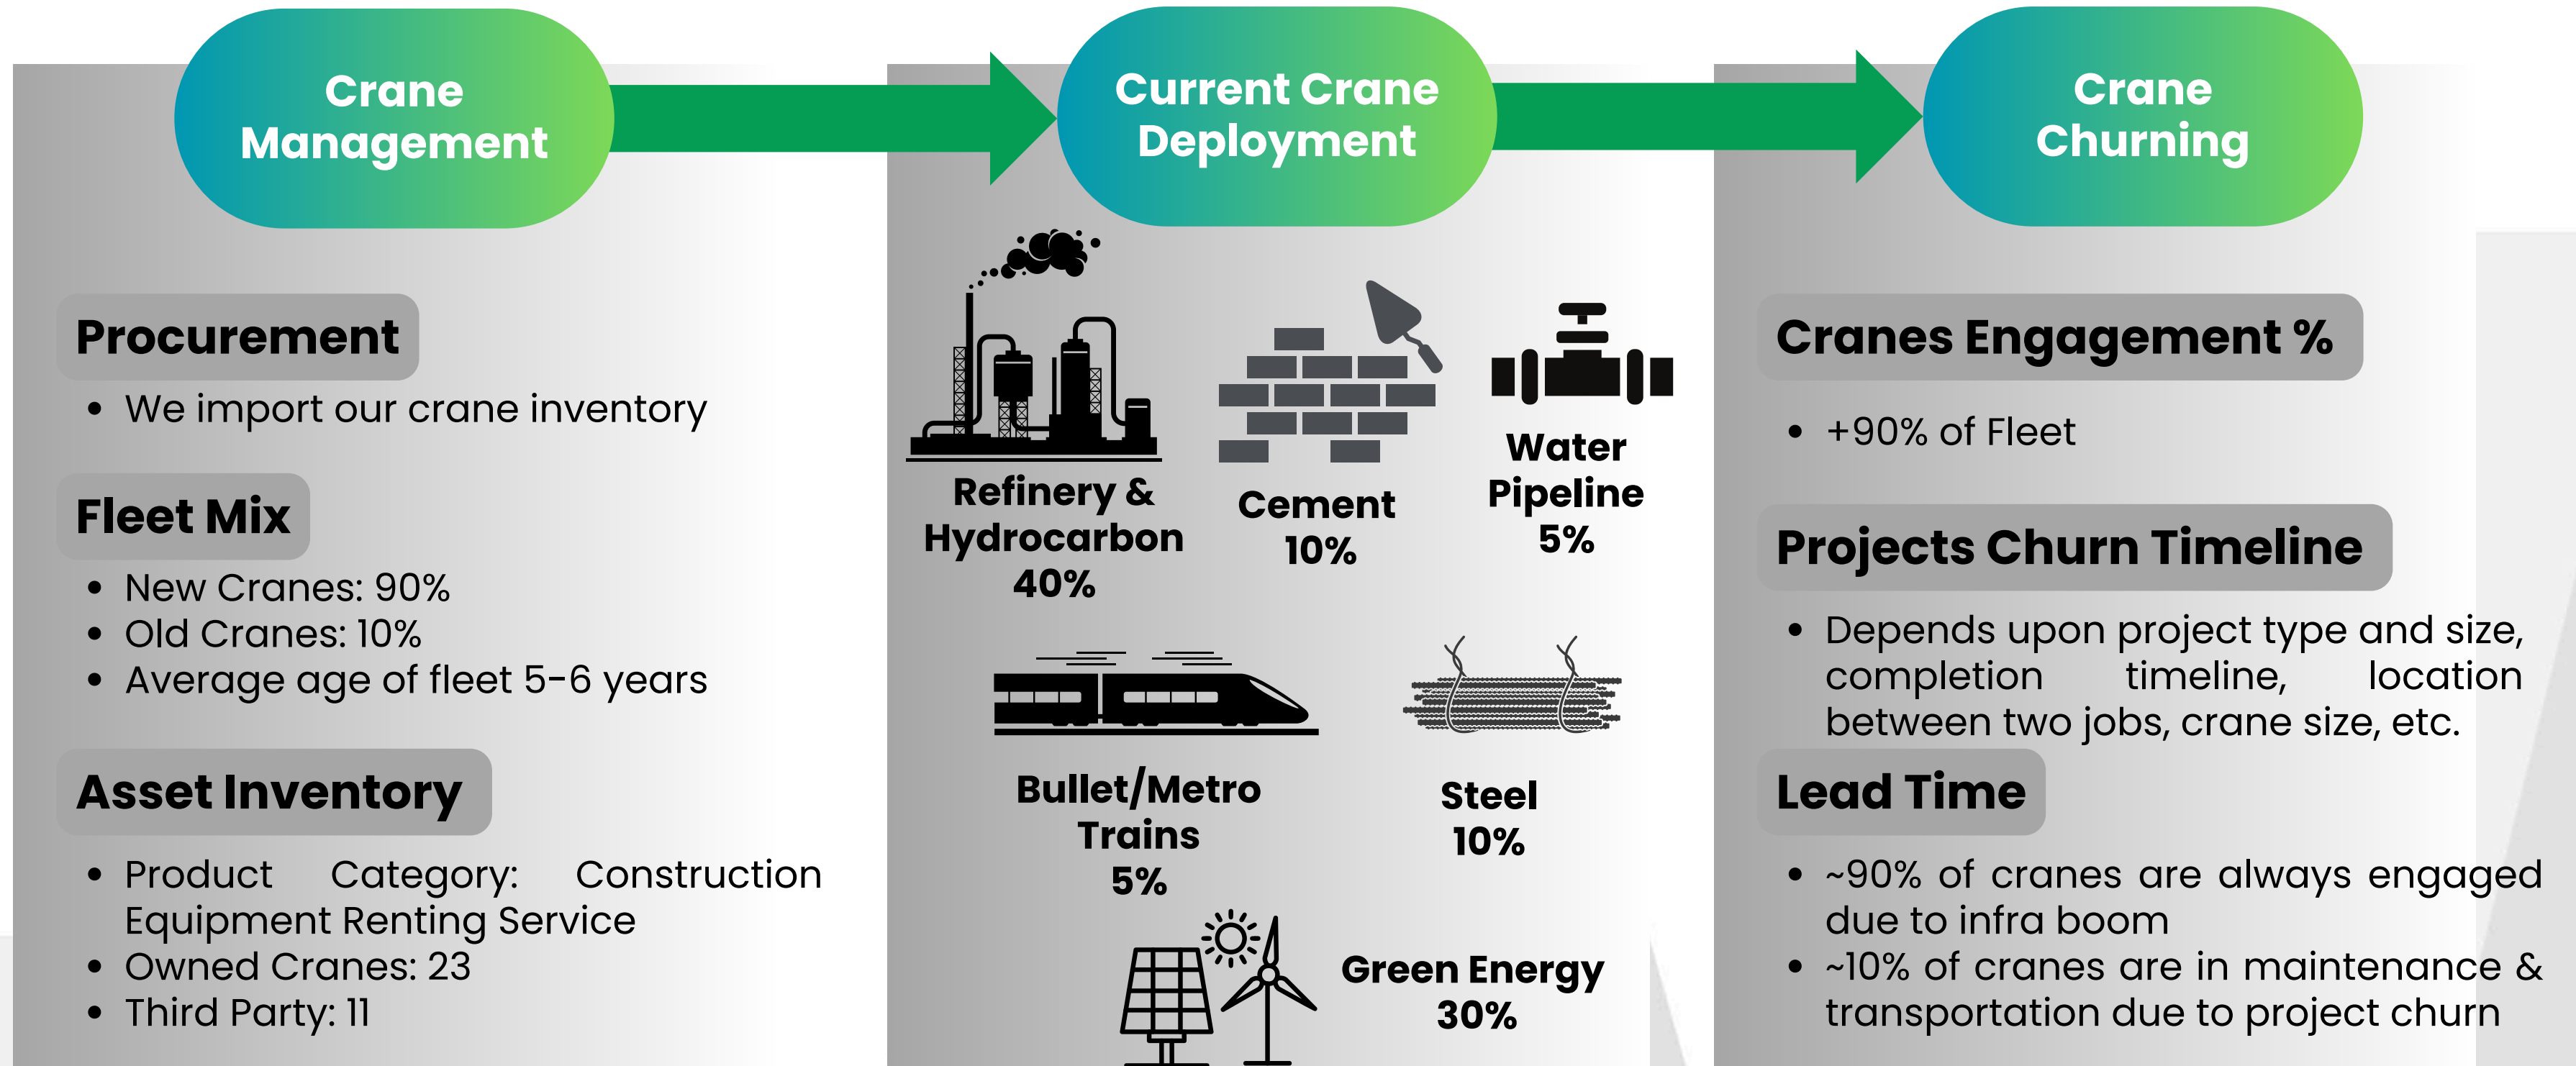 Crane
Management
Current Crane
Deployment
Crane
Churning
Procurement
• We import our crane inventory
Fleet Mix
• New Cranes: 90%
• Old Cranes: 10%
• Average age of fleet 5-6 years
Asset Inventory
• Product Category: Construction
Equipment Renting Service
• Owned Cranes: 23
• Third Party: 11
Refinery &
Hydrocarbon
40%
Cement
10%
Water
Pipeline
5%
Bullet/Metro
Trains
5%
Steel
10%
Green Energy
30%
Cranes Engagement %
• +90% of Fleet
Projects Churn Timeline
• Depends upon project type and size,
completion timeline, location
between two jobs, crane size, etc.
Lead Time
• ~90% of cranes are always engaged
due to infra boom
• ~10% of cranes are in maintenance &
transportation due to project churn